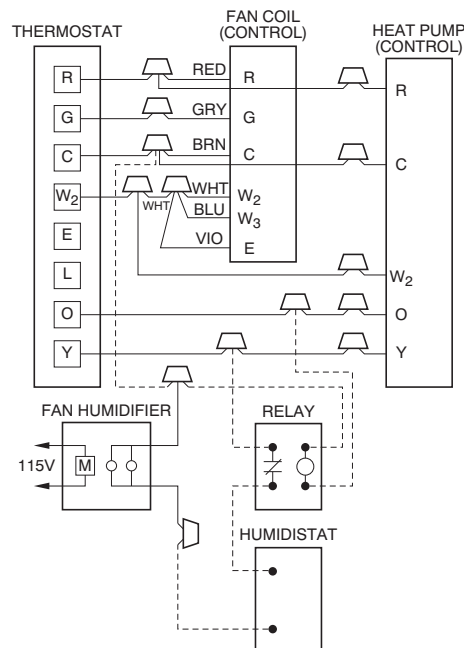 THERMOSTAT
FAN COIL
(CONTROL)
HEAT PUMP
(CONTROL)
R
RED
R
R
G
GRY
G
C
BRN
C
C
W2
WHT
WHT
W2
BLU
W3
E
VIO
E
L
W2
O
O
Y
Y
FAN HUMIDIFIER
RELAY
115V
M
HUMIDISTAT